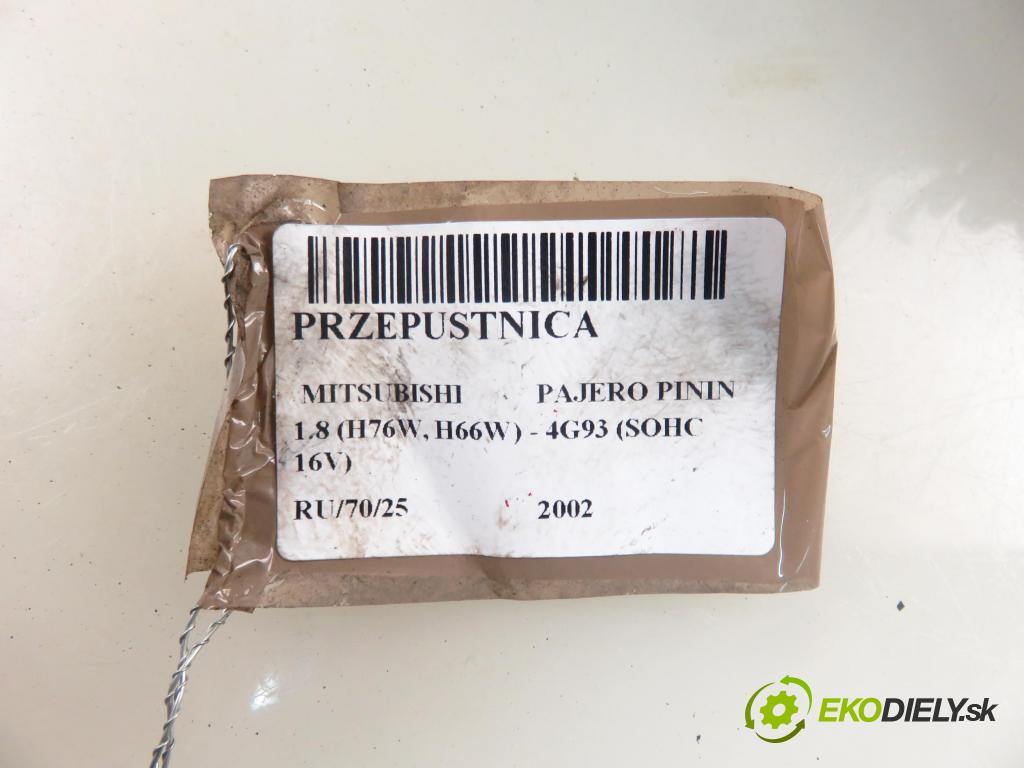 PRZEPUSTNICA
MITSUBISHI PAJERO PININ
1.8 (H76W, H66W) - 4G93 (SOHC
16V)
RU/70/25 2002
EKODIELY.sk